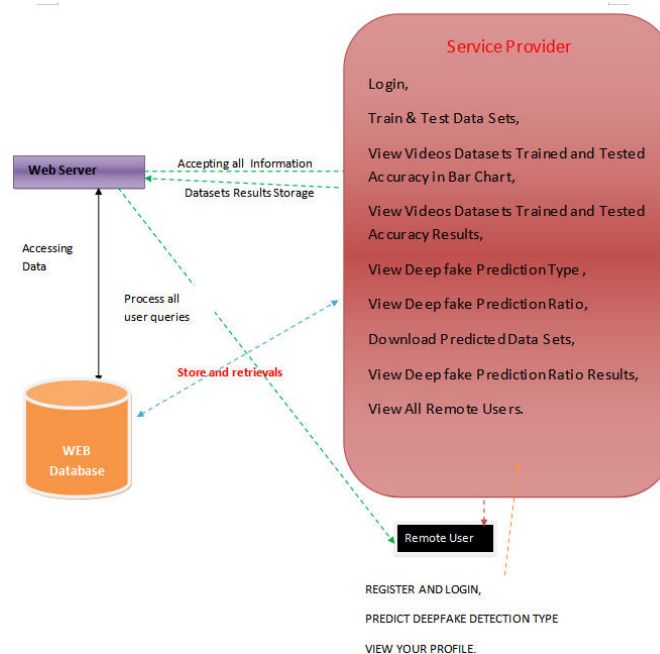 Service Provider
Login,
Train & Test Data Sets,
View Videos Datasets Trained and Tested
Accuracy in Bar Chart,
View Videos Datasets Trained and Tested
Accuracy Results,
View Deepfake Prediction Type ,
View Deepfake Prediction Ratio,
Download Predicted Data Sets,
View Deepfake Prediction Ratio Results,
View All Remote Users.
Web Server
Accepting all Information
Datasets Results Storage
Accessing
Data
Process all
user queries
Store and retrievals
WEB
Database
Remote User
REGISTER AND LOGIN,
PREDICT DEEPFAKE DETECTION TYPE
VIEW YOUR PROFILE.